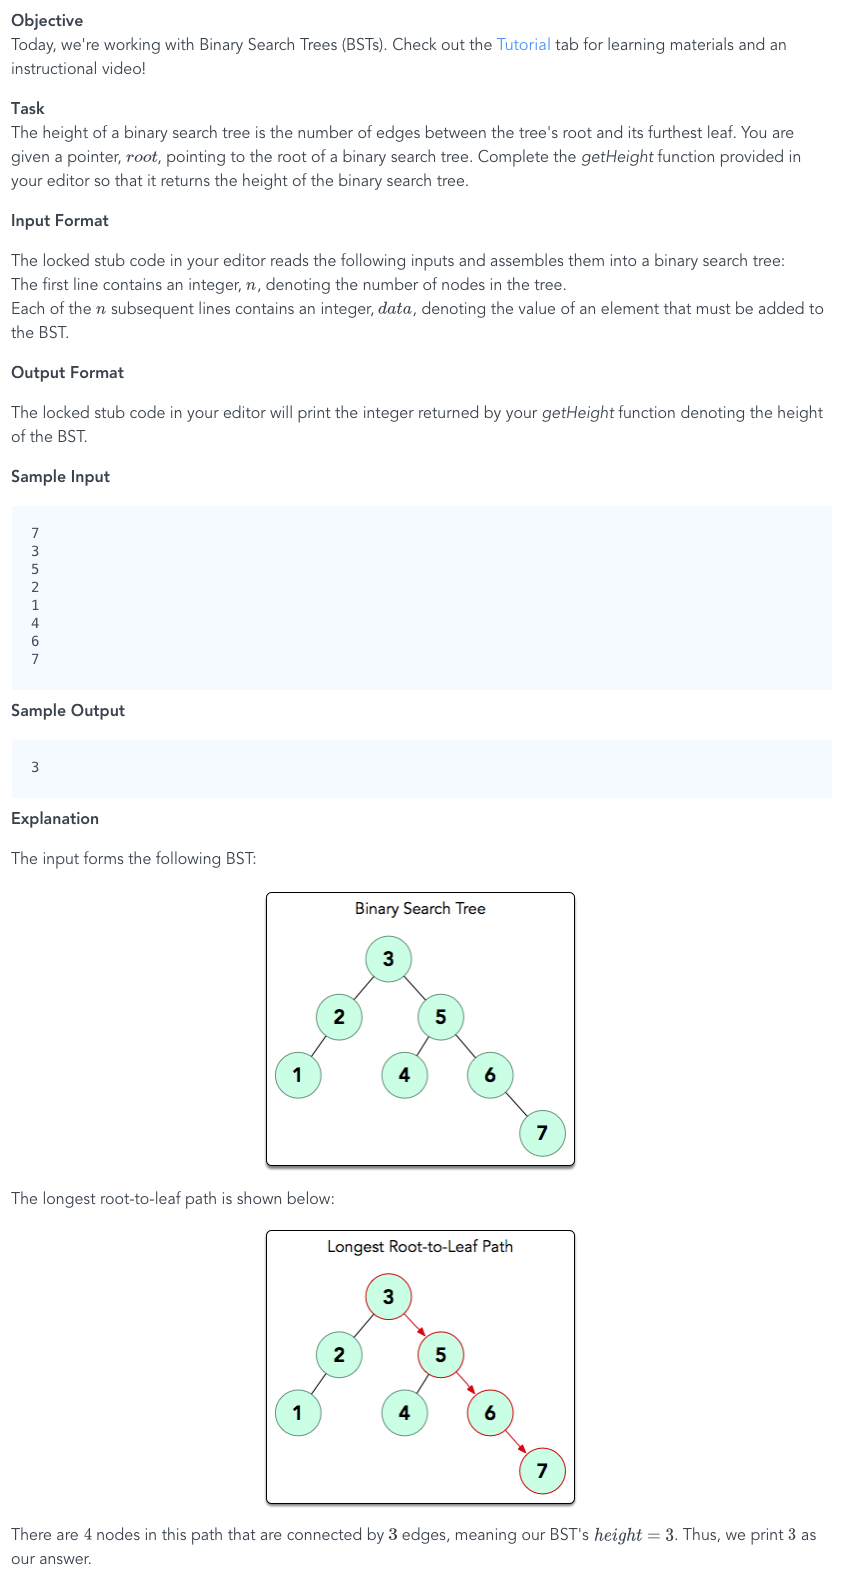 Objective
Today, we're working with Binary Search Trees (BSTs). Check out the Tutorial tab for learning materials and an
instructional video!
Task
The height of a binary search tree is the number of edges between the tree's root and its furthest leaf. You are
given a pointer, root, pointing to the root of a binary search tree. Complete the getHeight function provided in
your editor so that it returns the height of the binary search tree.
Input Format
The locked stub code in your editor reads the following inputs and assembles them into a binary search tree:
The first line contains an integer, n, denoting the number of nodes in the tree.
Each of the n subsequent lines contains an integer, data, denoting the value of an element that must be added to
the BST.
Output Format
The locked stub code in your editor will print the integer returned by your getHeight function denoting the height
of the BST.
Sample Input
7
3
5
2
1
4
6
7
Sample Output
3
Explanation
The input forms the following BST:
Binary Search Tree
3
2 5
1 4 6
7
The longest root-to-leaf path is shown below:
Longest Root-to-Leaf Path
3
2 5
1 4 6
7
There are 4 nodes in this path that are connected by 3 edges, meaning our BST's height = 3. Thus, we print 3 as
our answer.